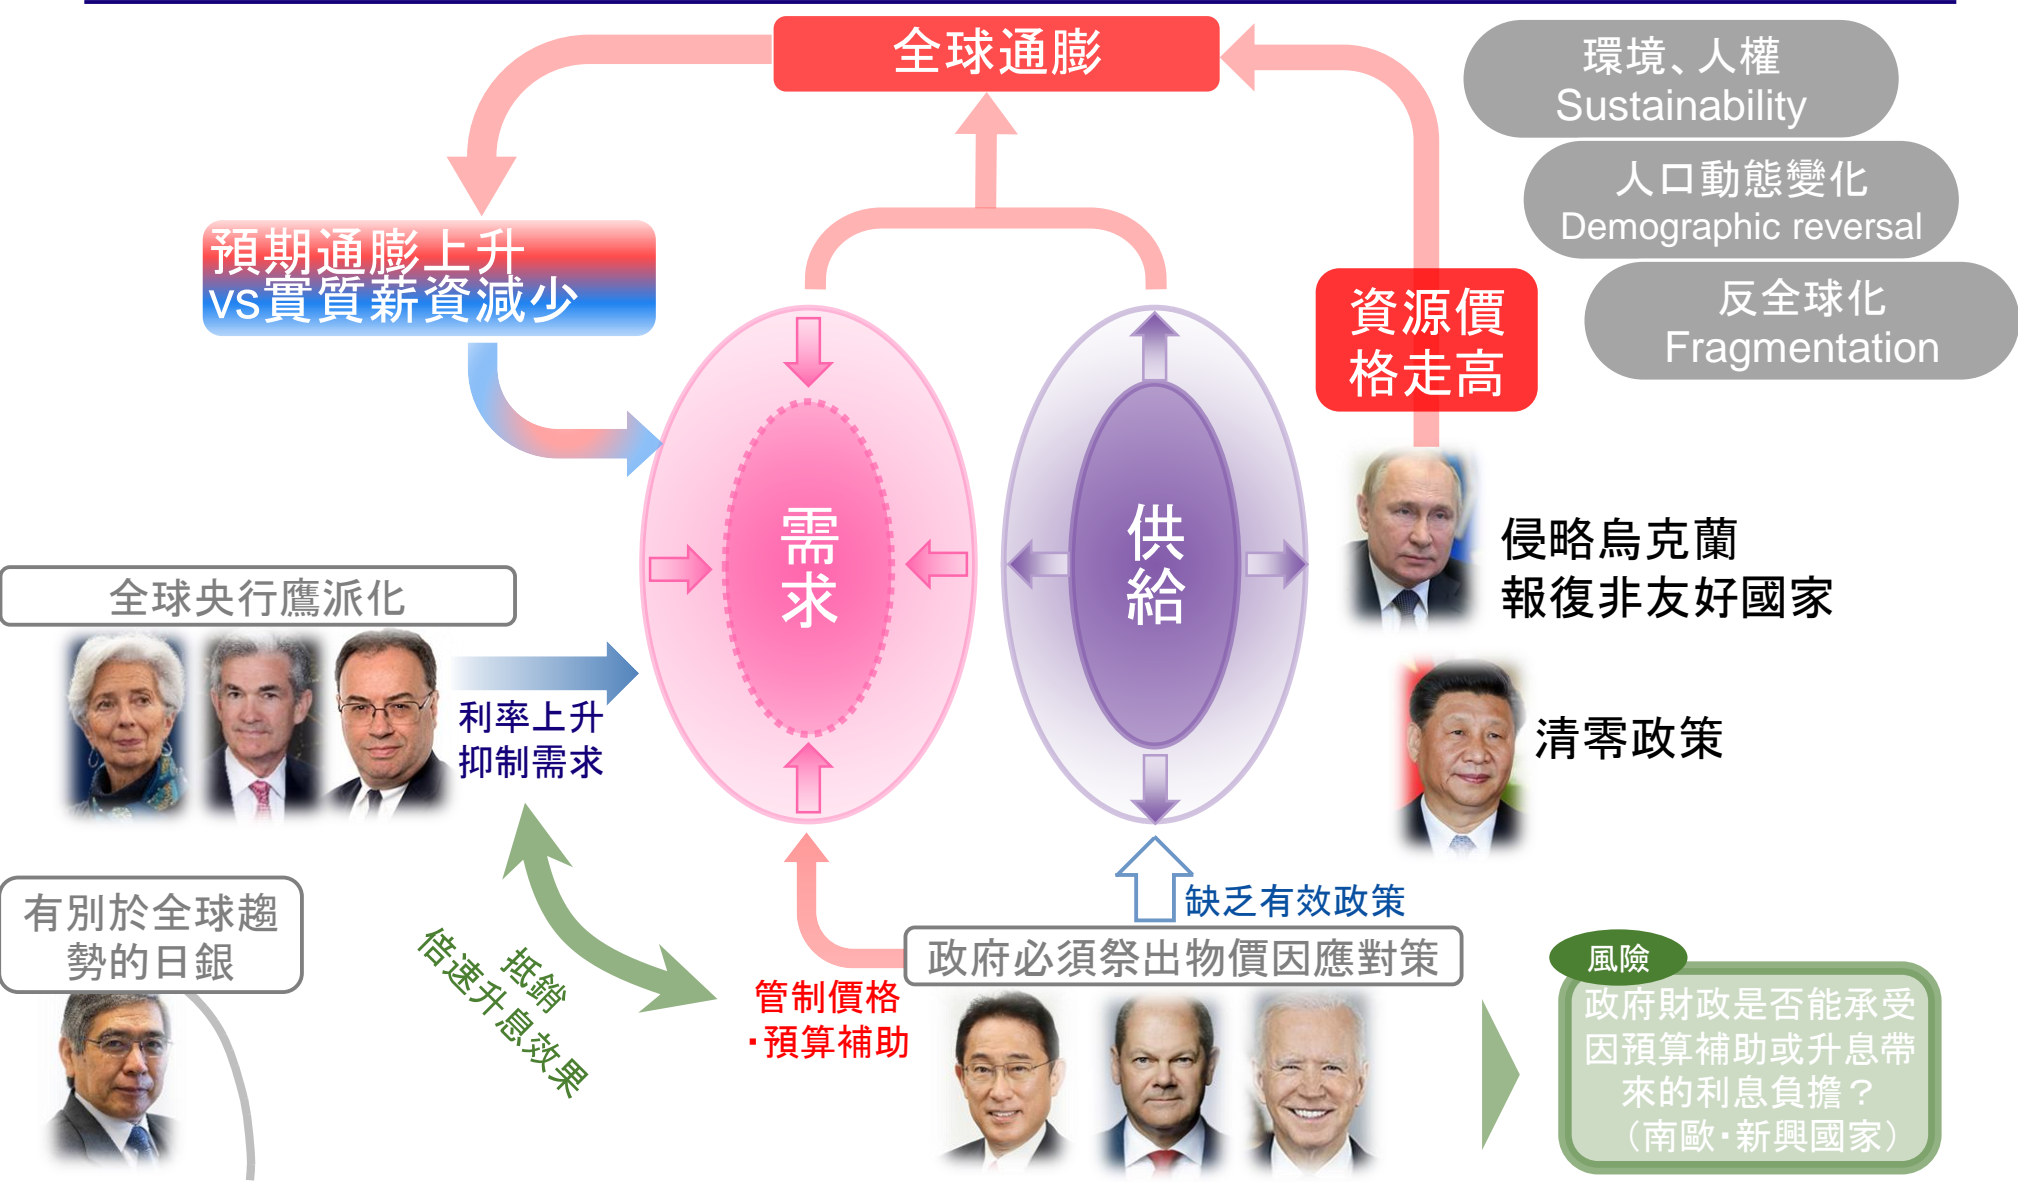 全球通膨
環境、人權
Sustainability
人口動態變化
Demographic reversal
反全球化
Fragmentation
預期通膨上升
vs實質薪資減少
資源價
格走高
需
求
供
給
侵略烏克蘭
報復非友好國家
全球央行鷹派化
利率上升
抑制需求
清零政策
有別於全球趨
勢的日銀
抵銷
倍速升息效果
缺乏有效政策
政府必須祭出物價因應對策
管制價格
・預算補助
風險
政府財政是否能承受
因預算補助或升息帶
來的利息負擔？
（南歐・新興國家）